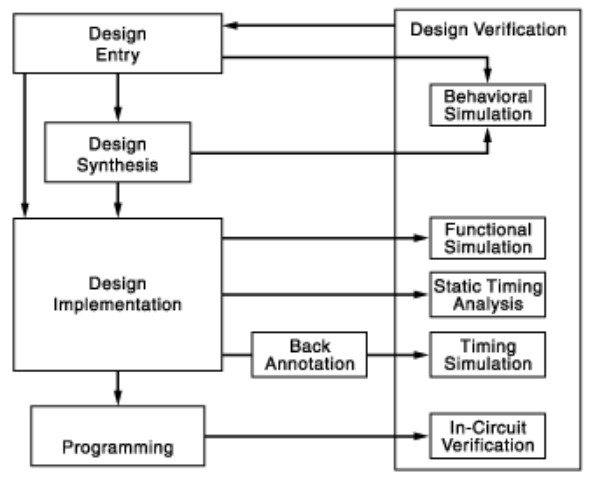 Design
Entry
Design Verification
Behavioral
Simulation
Design
Synthesis
Functional
Simulation
Design
Implementation
Static Timing
Analysis
Back
Annotation
Timing
Simulation
Programming
In-Circuit
Verification